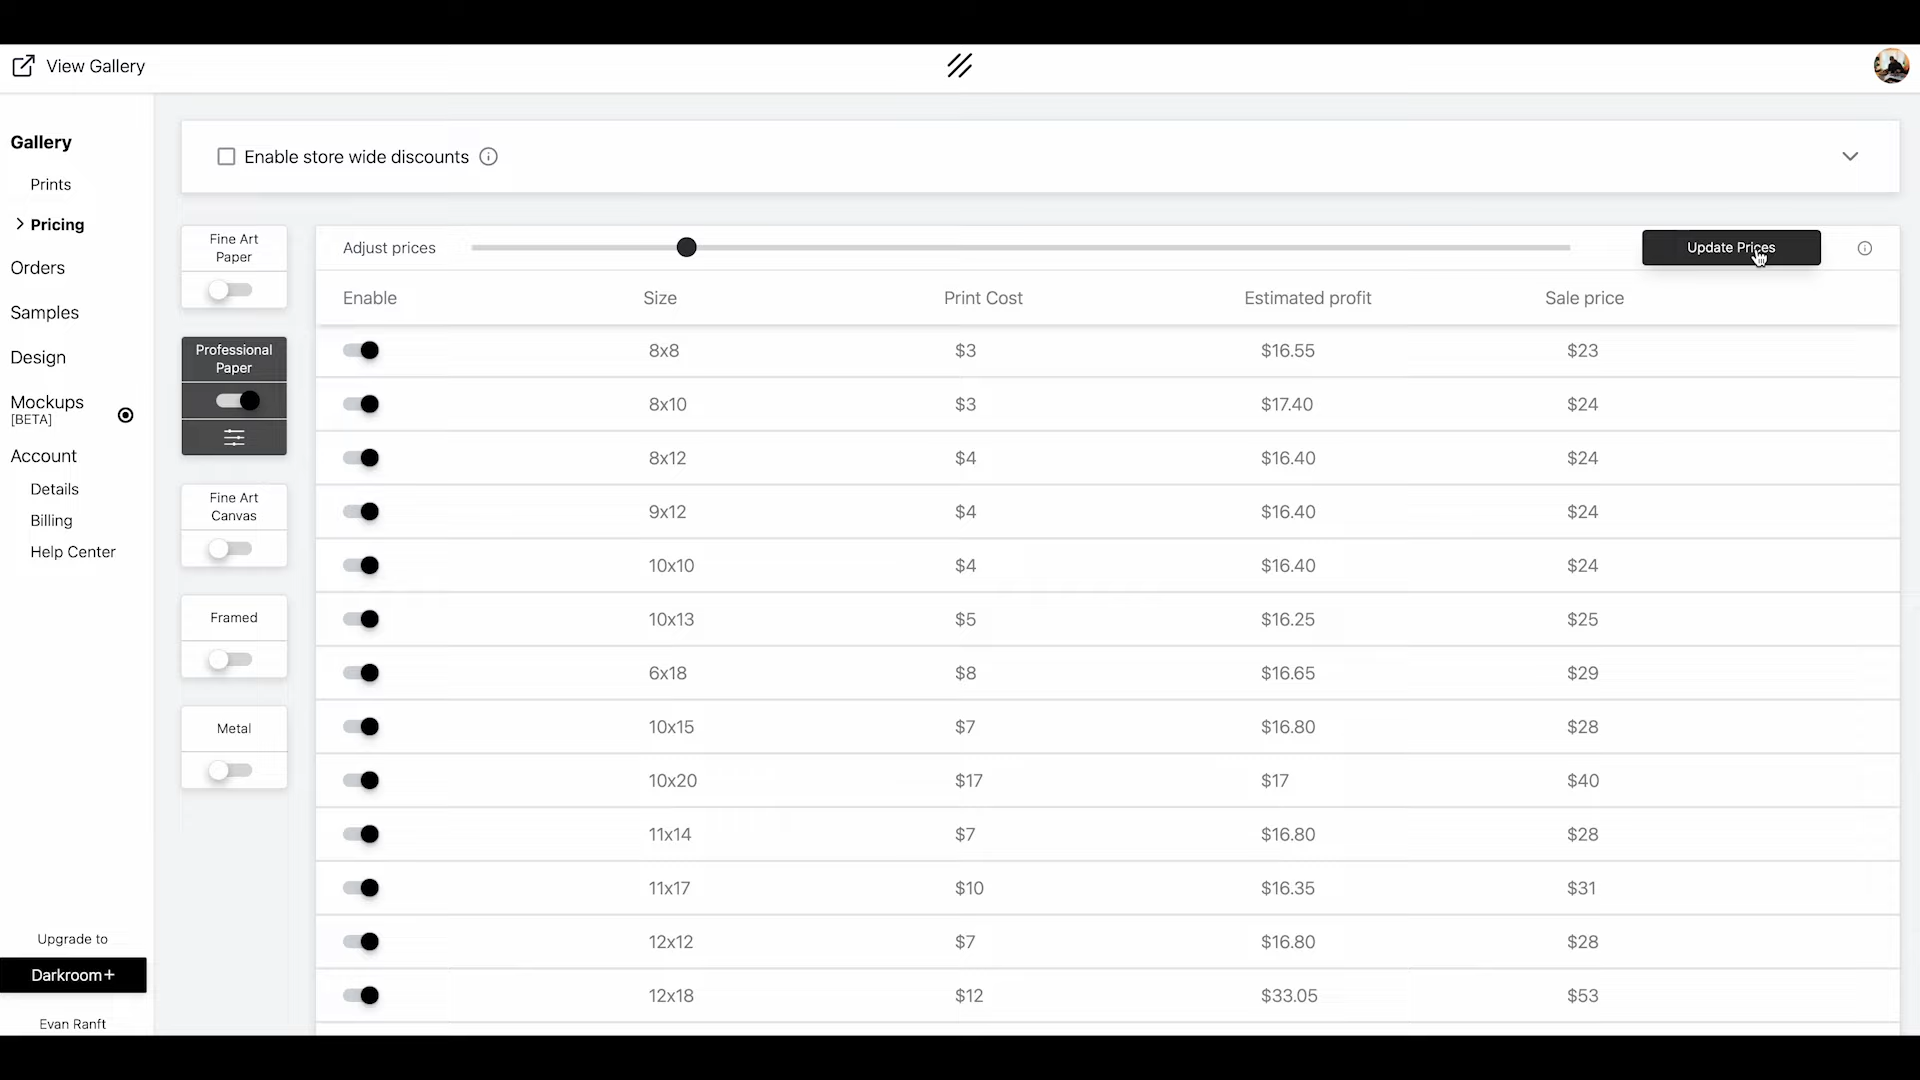 View Gallery
Gallery
Prints
Pricing
Orders
Samples
Design
Mockups
[BETA]
Account
Details
Billing
Help Center
Upgrade to
Darkroom+
Evan Ranft
Enable store wide discounts
Fine Art
Paper
Professional
Paper
Fine Art
Canvas
Framed
Metal
Adjust prices Update Prices
Enable Size Print Cost Estimated profit Sale price
8x8 $3 $16.55 $23
8x10 $3 $17.40 $24
8x12 $4 $16.40 $24
9x12 $4 $16.40 $24
10x10 $4 $16.40 $24
10x13 $5 $16.25 $25
6x18 $8 $16.65 $29
10x15 $7 $16.80 $28
10x20 $17 $17 $40
11x14 $7 $16.80 $28
11x17 $10 $16.35 $31
12x12 $7 $16.80 $28
12x18 $12 $33.05 $53